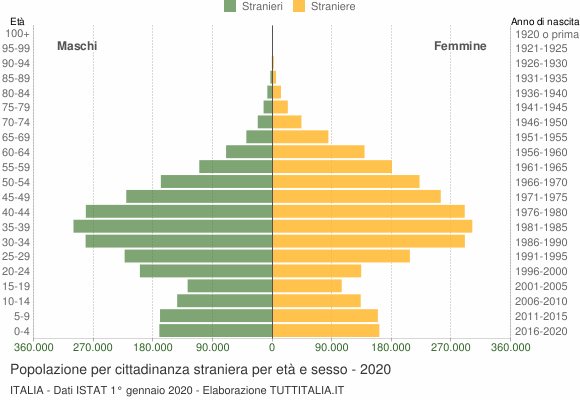 Stranieri Straniere
Età Anno di nascita
Maschi Femmine
100+ 1920 o prima
95-99 1921-1925
90-94 1926-1930
85-89 1931-1935
80-84 1936-1940
75-79 1941-1945
70-74 1946-1950
65-69 1951-1955
60-64 1956-1960
55-59 1961-1965
50-54 1966-1970
45-49 1971-1975
40-44 1976-1980
35-39 1981-1985
30-34 1986-1990
25-29 1991-1995
20-24 1996-2000
15-19 2001-2005
10-14 2006-2010
5-9 2011-2015
0-4 2016-2020
360.000 270.000 180.000 90.000 0 90.000 180.000 270.000 360.000
Popolazione per cittadinanza straniera per età e sesso - 2020
ITALIA - Dati ISTAT 1° gennaio 2020 - Elaborazione TUTTITALIA.IT